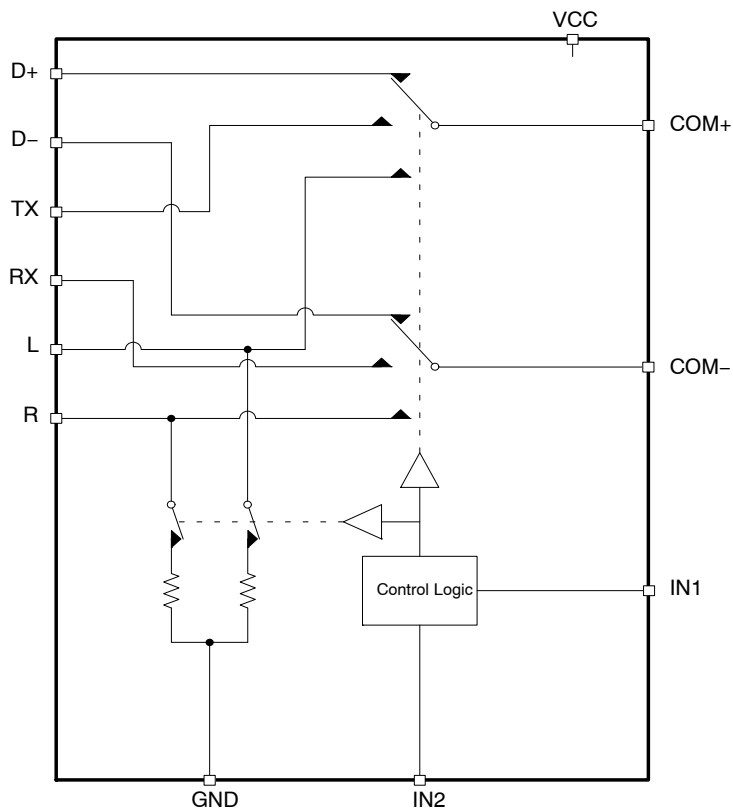 VCC
D+
COM+
D−
TX
RX
L
COM−
R
Control Logic
IN1
GND
IN2